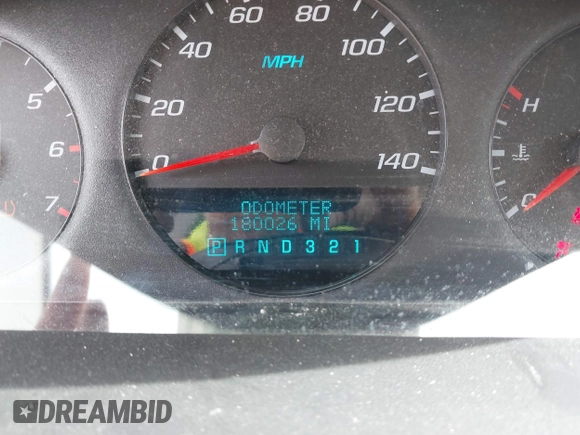 60 80
40 100
MPH
5 20 120 H
6
0 140
7 C
ODOMETER
180026 MI
P R N D 3 2 1
DREAMBID